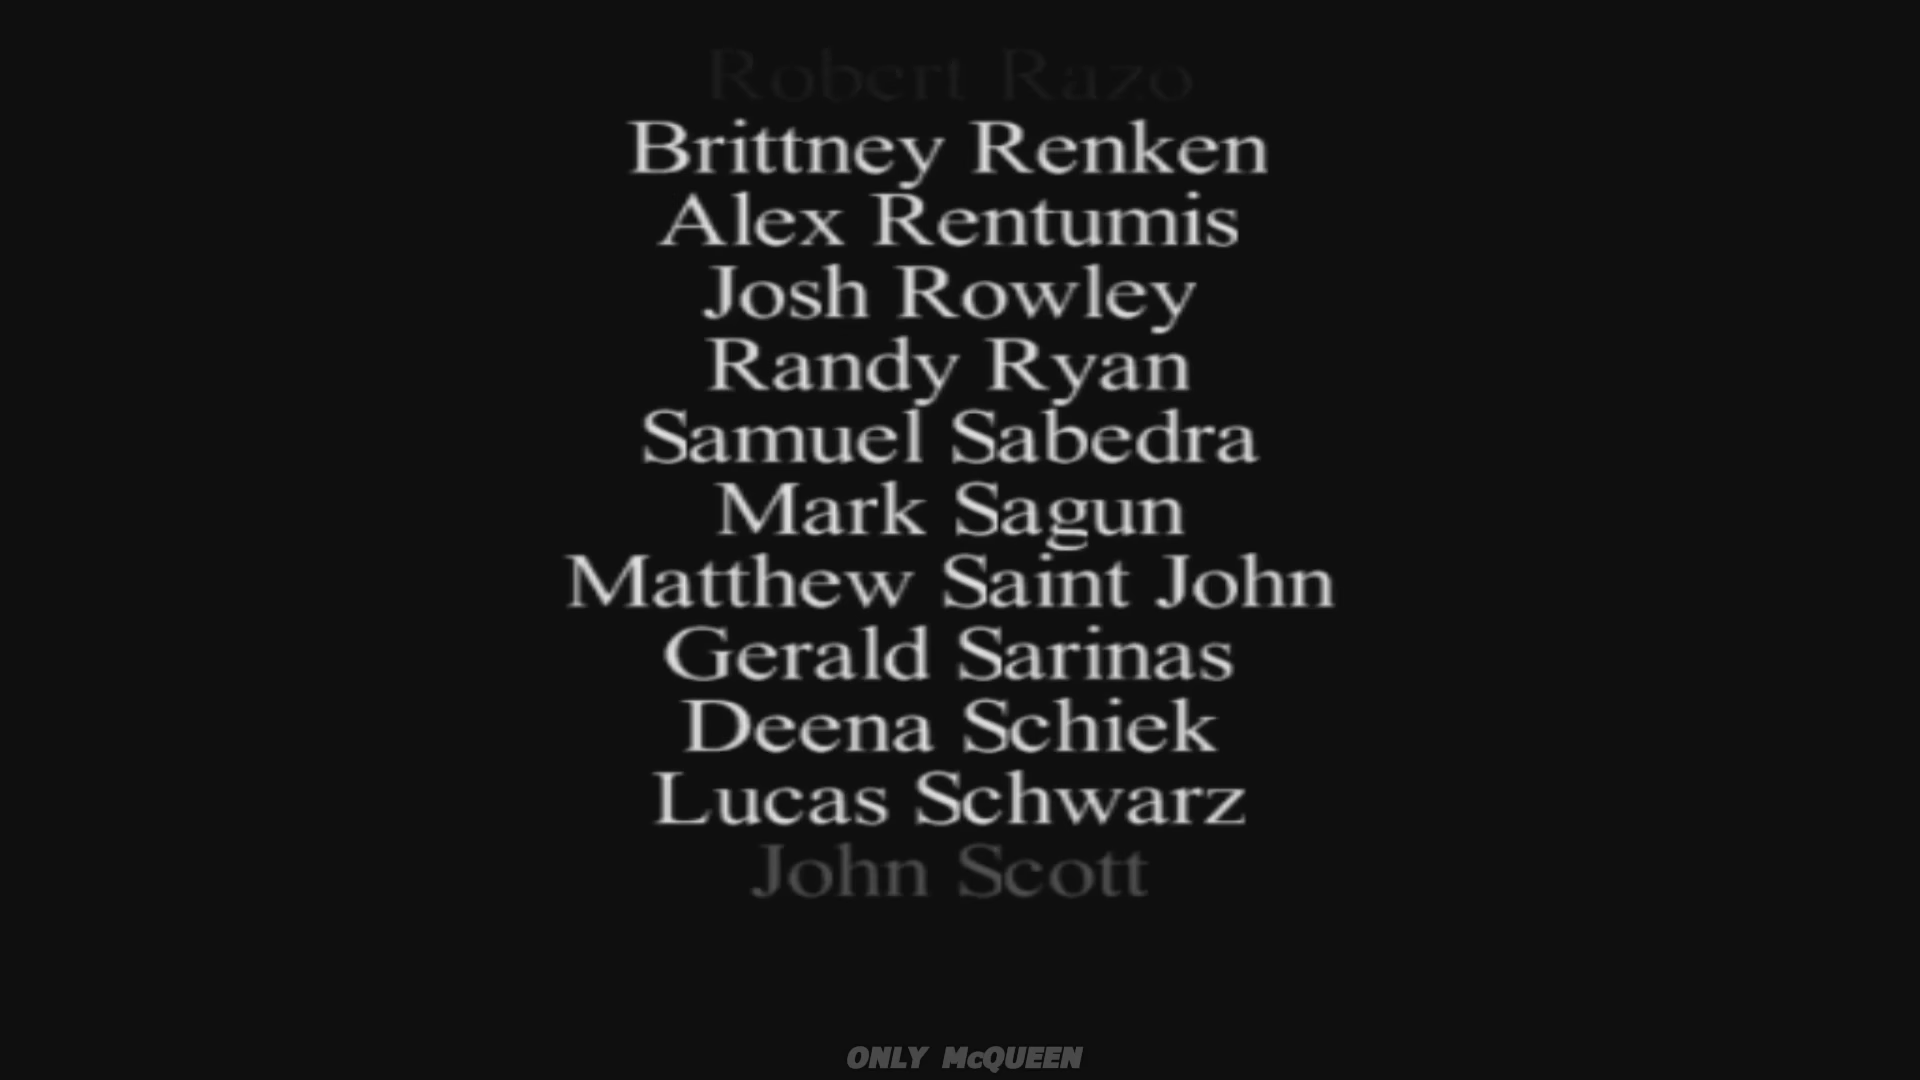 Robert Razo
Brittney Renken
Alex Rentumis
Josh Rowley
Randy Ryan
Samuel Sabedra
Mark Sagun
Matthew Saint John
Gerald Sarinas
Deena Schiek
Lucas Schwarz
John Scott
ONLY McQUEEN